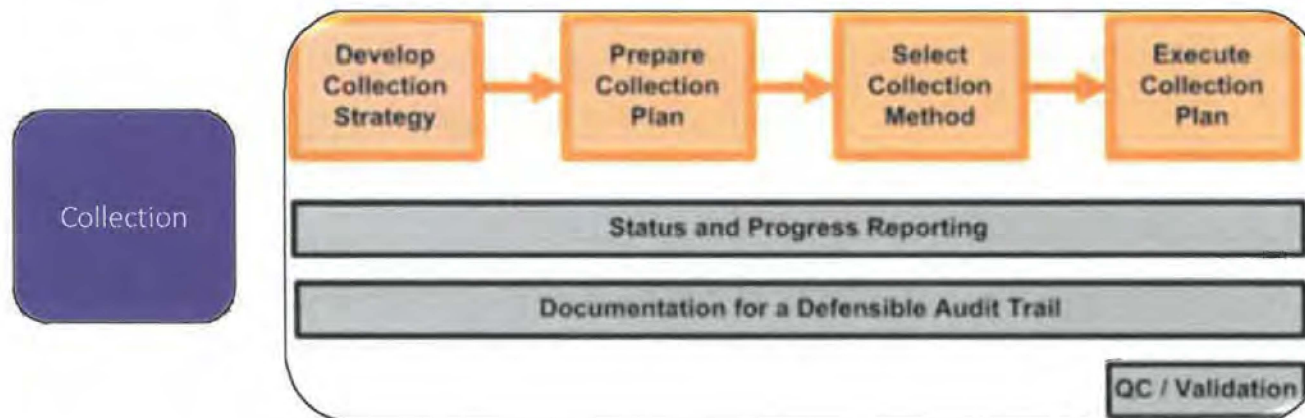 Collection
Develop
Collection
Strategy
Prepare
Collection
Plan
Select
Collection
Method
Execute
Collection
Plan
Status and Progress Reporting
Documentation for a Defensible Audit Trail
QC / Validation